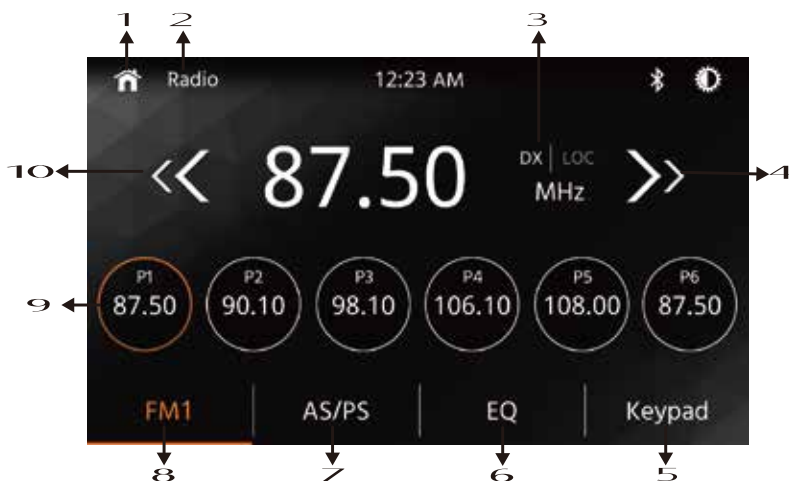 1 2 3
Radio 12:23 AM
10 87.50 DX | LOC 4
MHz
P1 P2 P3 P4 P5 P6
9 87.50 90.10 98.10 106.10 108.00 87.50
FM1 AS/PS EQ Keypad
8 7 6 5